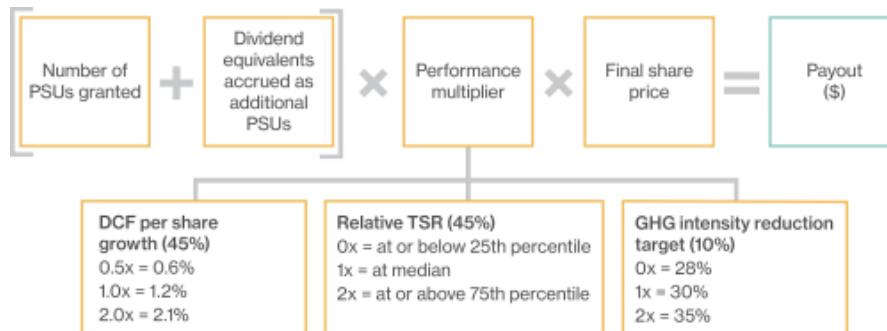 Number of
PSUs granted
+
Dividend
equivalents
accrued as
additional
PSUs
×
Performance
multiplier
×
Final share
price
=
Payout
($)
DCF per share
growth (45%)
0.5x = 0.6%
1.0x = 1.2%
2.0x = 2.1%
Relative TSR (45%)
0x = at or below 25th percentile
1x = at median
2x = at or above 75th percentile
GHG intensity reduction
target (10%)
0x = 28%
1x = 30%
2x = 35%